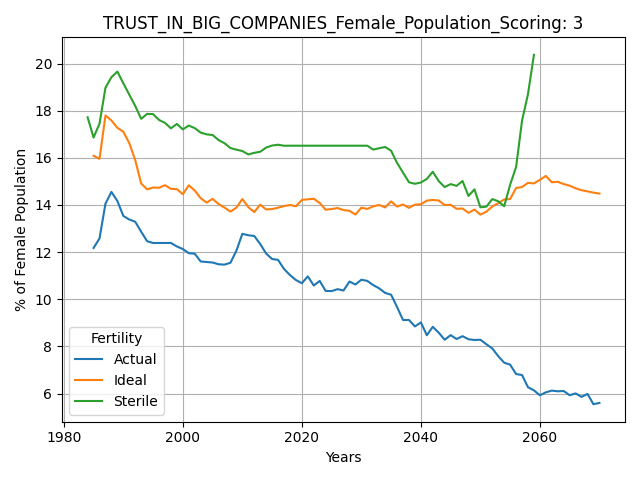 TRUST_IN_BIG_COMPANIES_Female_Population_Scoring: 3
% of Female Population
20
18
16
14
12
10
8
6
Fertility
Actual
Ideal
Sterile
1980
2000
2020
2040
2060
Years